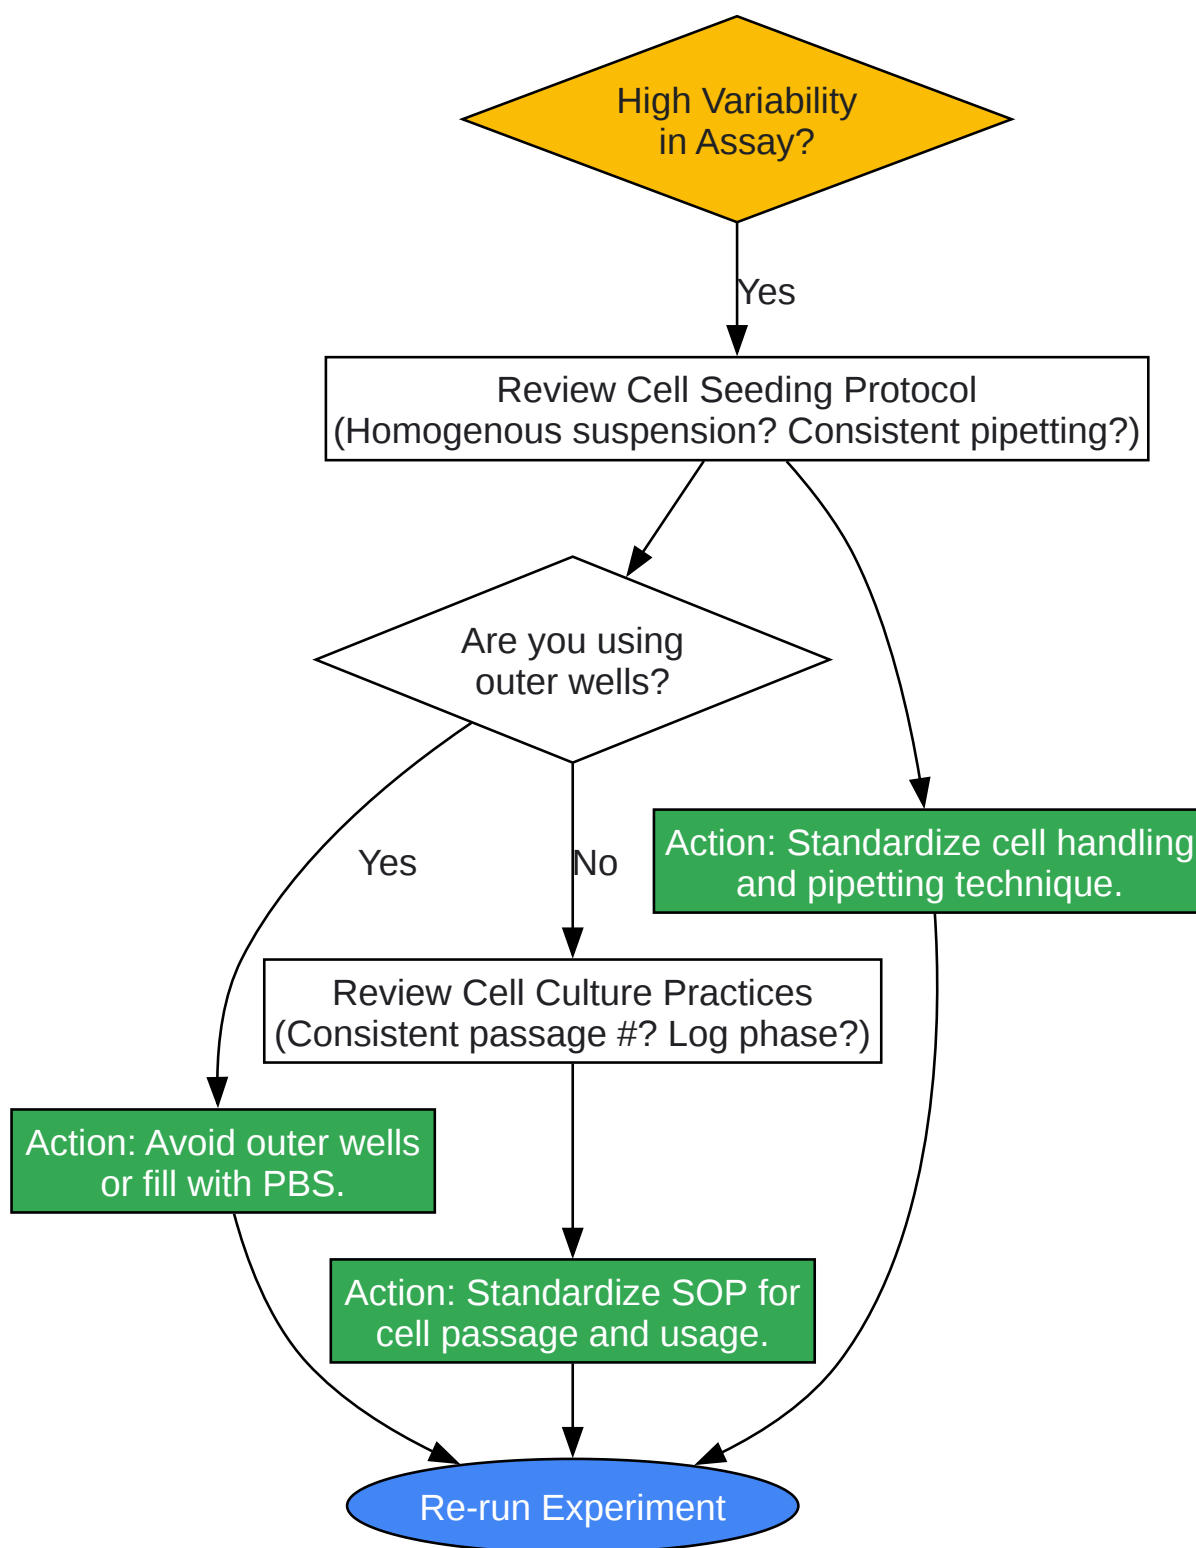 High Variability
in Assay?
Yes
Review Cell Seeding Protocol
(Homogenous suspension? Consistent pipetting?)
Are you using
outer wells?
Yes
No
Action: Standardize cell handling
and pipetting technique.
Review Cell Culture Practices
(Consistent passage #? Log phase?)
Action: Avoid outer wells
or fill with PBS.
Action: Standardize SOP for
cell passage and usage.
Re-run Experiment